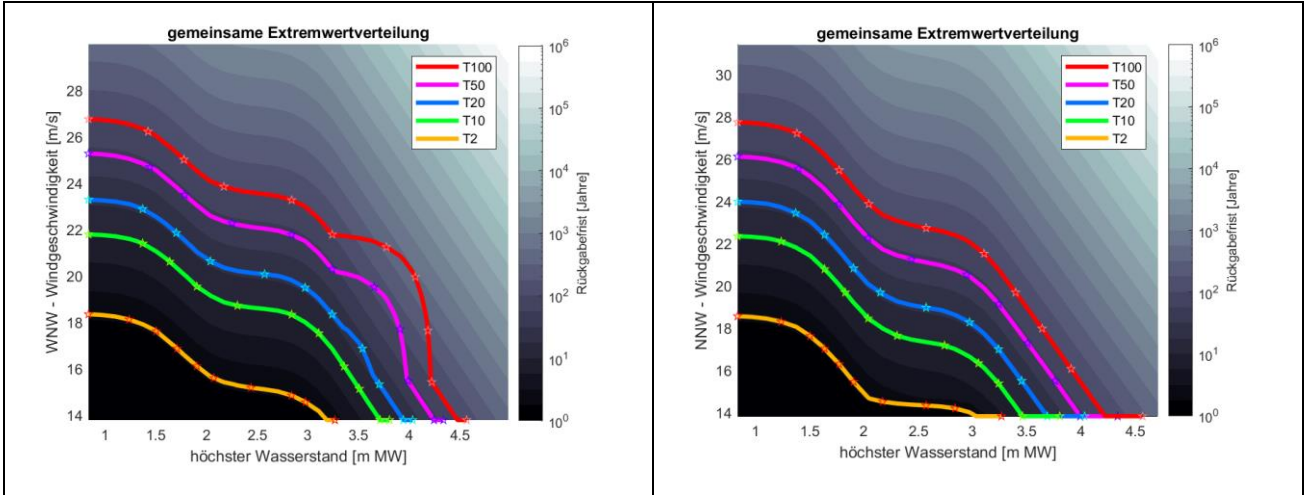 gemeinsame Extremwertverteilung
T100
T50
T20
T10
T2
WNW - Windgeschwindigkeit [m/s]
28
26
24
22
20
18
16
14
1
1.5
2
2.5
3
3.5
4
4.5
höchster Wasserstand [m MW]
10^6
10^5
10^4
10^3
10^2
10^1
10^0
Rückgabefrist [Jahre]
gemeinsame Extremwertverteilung
T100
T50
T20
T10
T2
NNW - Windgeschwindigkeit [m/s]
30
28
26
24
22
20
18
16
14
1
1.5
2
2.5
3
3.5
4
4.5
höchster Wasserstand [m MW]
10^6
10^5
10^4
10^3
10^2
10^1
10^0
Rückgabefrist [Jahre]